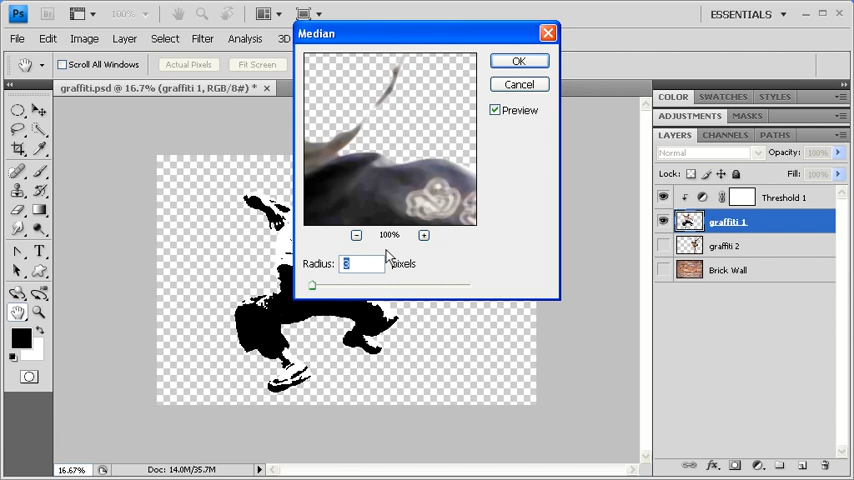 Ps Br 100% ESSENTIALS
File Edit Image Layer Select Filter Analysis 3D
Scroll All Windows Actual Pixels Fit Screen
graffiti.psd @ 16.7% (graffiti 1, RGB/8#) *
Median
OK
Cancel
Preview
100%
Radius: 3 pixels
COLOR SWATCHES STYLES
ADJUSTMENTS MASKS
LAYERS CHANNELS PATHS
Normal Opacity: 100%
Lock: Fill: 100%
Threshold 1
graffiti 1
graffiti 2
Brick Wall
T
16.67% Doc: 14.0M/35.7M
fx